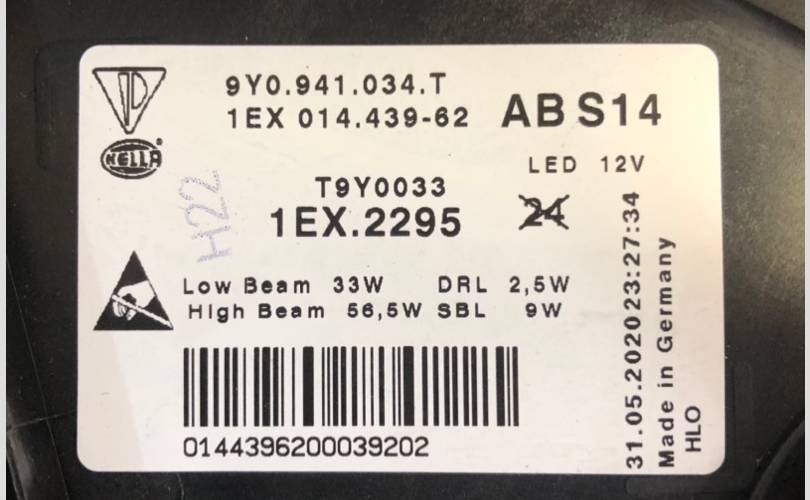 9Y0.941.034.T
1EX 014.439-62
AB S14
HELLA
LED 12V
T9Y0033
H22
1EX.2295
24
Low Beam 33W DRL 2,5W
High Beam 56,5W SBL 9W
0144396200039202
31.05.2020 23:27:34
Made in Germany
HLO